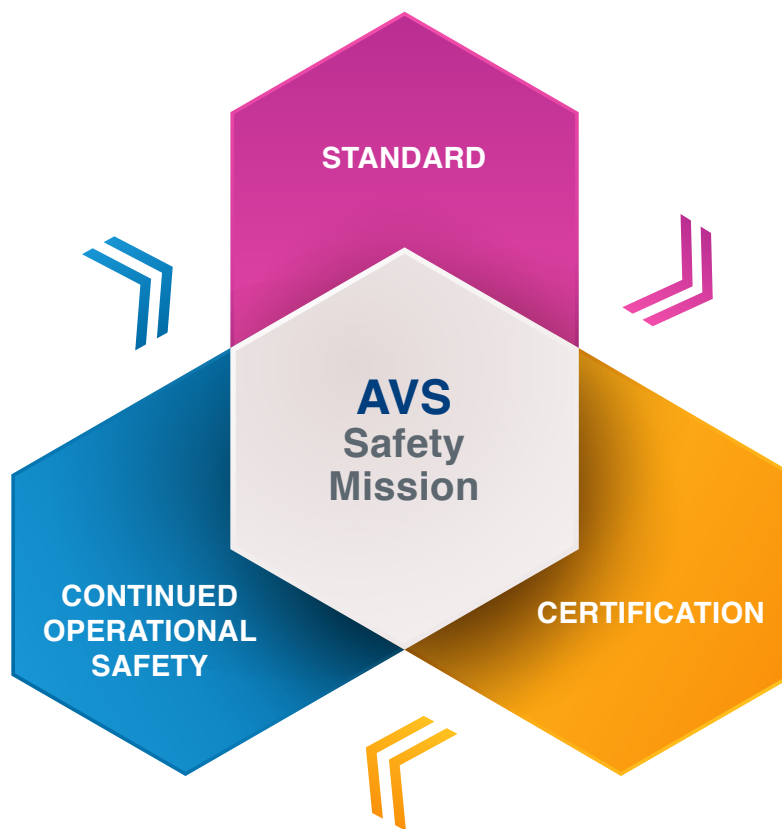 STANDARD
AVS
Safety
Mission
CONTINUED
OPERATIONAL
SAFETY
CERTIFICATION